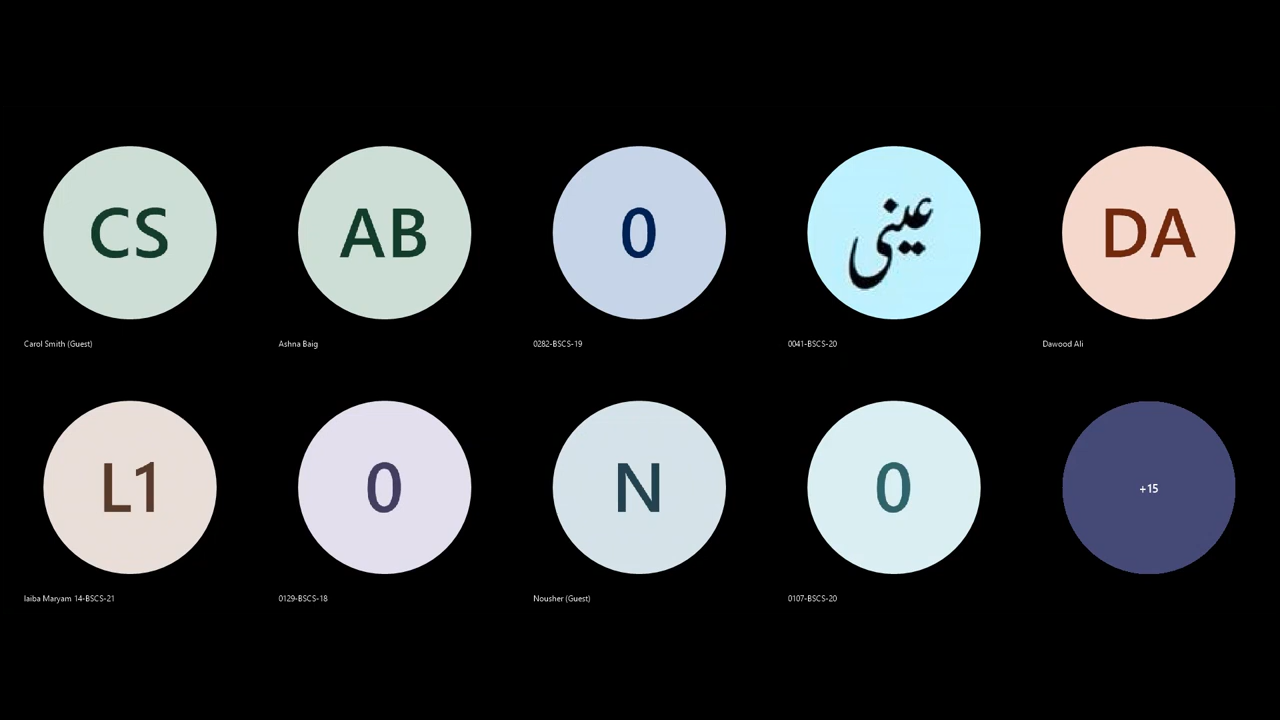 CS
AB
0
عینی
DA
Carol Smith (Guest)
Ashna Baig
0282-BSCS-19
0041-BSCS-20
Dawood Ali
L1
0
N
0
+15
laiba Maryam 14-BSCS-21
0129-BSCS-18
Nousher (Guest)
0107-BSCS-20